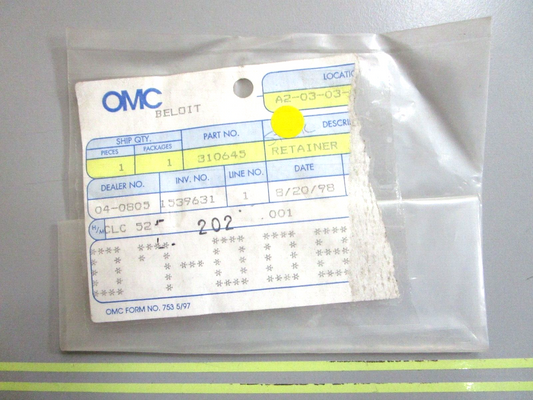 LOCATI
OMC
BELOIT
A2-03-03-
SHIP QTY.
PART NO.
DESCRI
PIECES
PACKAGES
1
1
310645
RETAINER
DEALER NO.
INV. NO.
LINE NO.
DATE
04-0805
1539631
1
8/20/98
H/M
CLC 52
202
.001
OMC FORM NO. 753 5/97